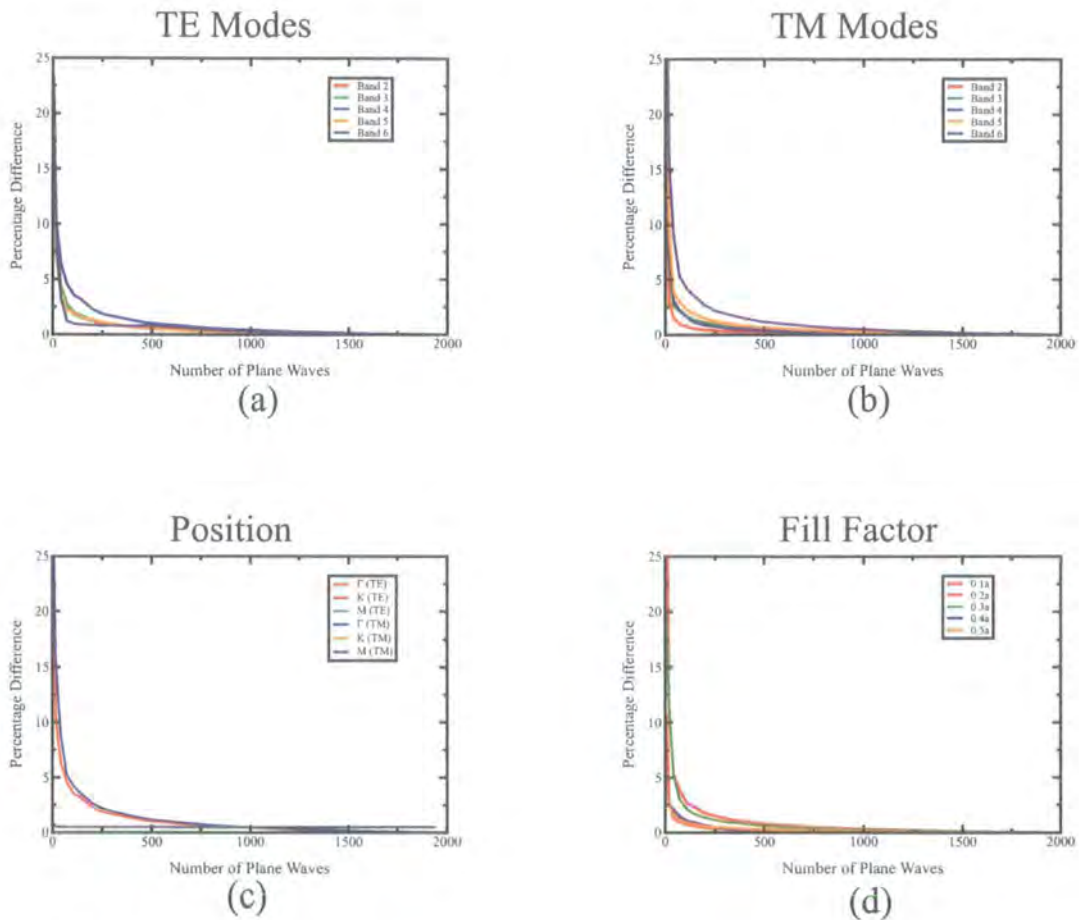 TE Modes
25
20
15
10
5
0
Percentage Difference
Band 2
Band 3
Band 4
Band 5
Band 6
0 500 1000 1500 2000
Number of Plane Waves
(a)
TM Modes
25
20
15
10
5
0
Percentage Difference
Band 2
Band 3
Band 4
Band 5
Band 6
0 500 1000 1500 2000
Number of Plane Waves
(b)
Position
25
20
15
10
5
0
Percentage Difference
Γ (TE)
K (TE)
M (TE)
Γ (TM)
K (TM)
M (TM)
0 500 1000 1500 2000
Number of Plane Waves
(c)
Fill Factor
25
20
15
10
5
0
Percentage Difference
0.1a
0.2a
0.3a
0.4a
0.5a
0 500 1000 1500 2000
Number of Plane Waves
(d)